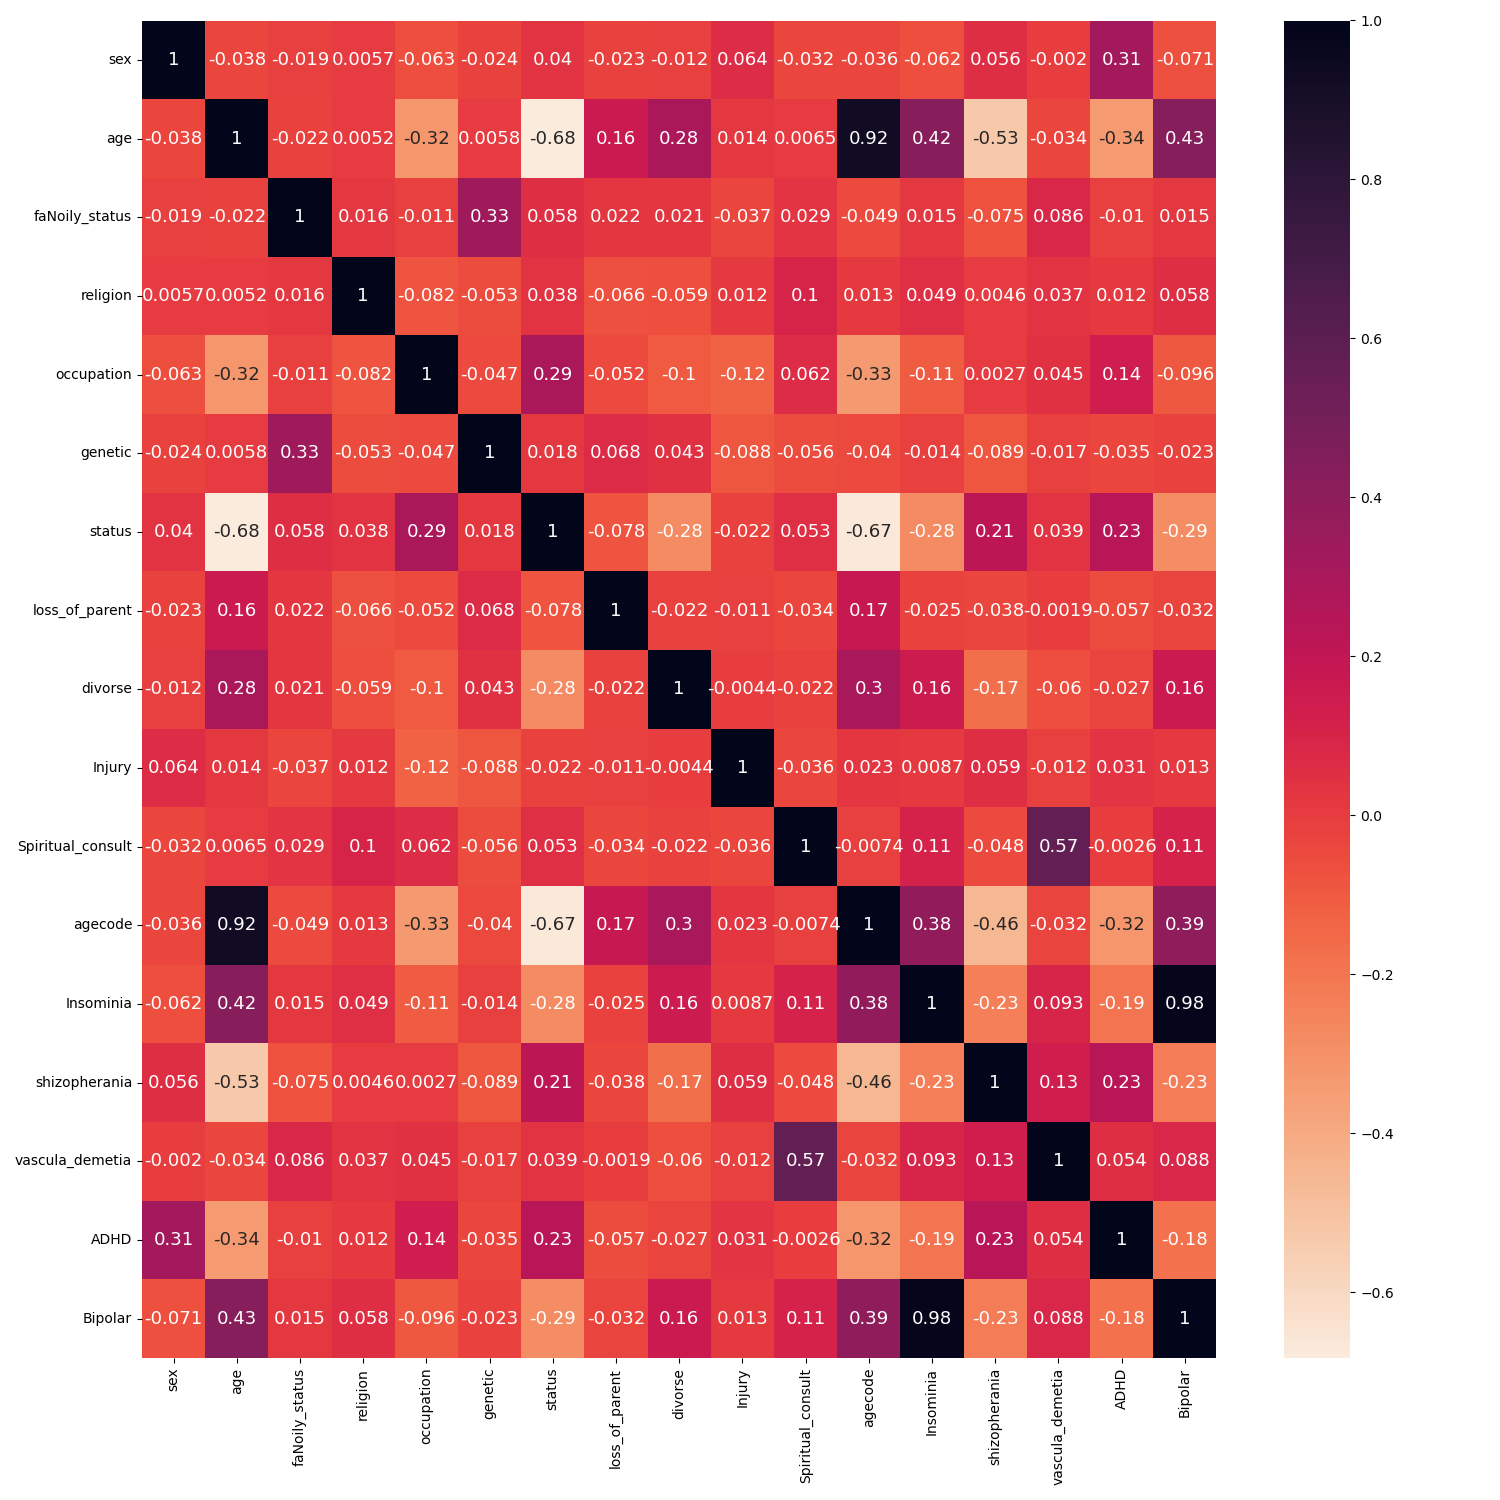 sex 1 -0.038 -0.019 0.0057 -0.063 -0.024 0.04 -0.023 -0.012 0.064 -0.032 -0.036 -0.062 0.056 -0.002 0.31 -0.071
age -0.038 1 -0.022 0.0052 -0.32 0.0058 -0.68 0.16 0.28 0.014 0.0065 0.92 0.42 -0.53 -0.034 -0.34 0.43
faNoily_status -0.019 -0.022 1 0.016 -0.011 0.33 0.058 0.022 0.021 -0.037 0.029 -0.049 0.015 -0.075 0.086 -0.01 0.015
religion 0.0057 0.0052 0.016 1 -0.082 -0.053 0.038 -0.066 -0.059 0.012 0.1 0.013 0.049 0.0046 0.037 0.012 0.058
occupation -0.063 -0.32 -0.011 -0.082 1 -0.047 0.29 -0.052 -0.1 -0.12 0.062 -0.33 -0.11 0.0027 0.045 0.14 -0.096
genetic -0.024 0.0058 0.33 -0.053 -0.047 1 0.018 0.068 0.043 -0.088 -0.056 -0.04 -0.014 -0.089 -0.017 -0.035 -0.023
status 0.04 -0.68 0.058 0.038 0.29 0.018 1 -0.078 -0.28 -0.022 0.053 -0.67 -0.28 0.21 0.039 0.23 -0.29
loss_of_parent -0.023 0.16 0.022 -0.066 -0.052 0.068 -0.078 1 -0.022 -0.011 -0.034 0.17 -0.025 -0.038 -0.0019 -0.057 -0.032
divorse -0.012 0.28 0.021 -0.059 -0.1 0.043 -0.28 -0.022 1 -0.0044 -0.022 0.3 0.16 -0.17 -0.06 -0.027 0.16
Injury 0.064 0.014 -0.037 0.012 -0.12 -0.088 -0.022 -0.011 -0.0044 1 -0.036 0.023 0.0087 0.059 -0.012 0.031 0.013
Spiritual_consult -0.032 0.0065 0.029 0.1 0.062 -0.056 0.053 -0.034 -0.022 -0.036 1 -0.0074 0.11 -0.048 0.57 -0.0026 0.11
agecode -0.036 0.92 -0.049 0.013 -0.33 -0.04 -0.67 0.17 0.3 0.023 -0.0074 1 0.38 -0.46 -0.032 -0.32 0.39
Insominia -0.062 0.42 0.015 0.049 -0.11 -0.014 -0.28 -0.025 0.16 0.0087 0.11 0.38 1 -0.23 0.093 -0.19 0.98
shizopherania 0.056 -0.53 -0.075 0.0046 0.0027 -0.089 0.21 -0.038 -0.17 0.059 -0.048 -0.46 -0.23 1 0.13 0.23 -0.23
vascula_demetia -0.002 -0.034 0.086 0.037 0.045 -0.017 0.039 -0.0019 -0.06 -0.012 0.57 -0.032 0.093 0.13 1 0.054 0.088
ADHD 0.31 -0.34 -0.01 0.012 0.14 -0.035 0.23 -0.057 -0.027 0.031 -0.0026 -0.32 -0.19 0.23 0.054 1 -0.18
Bipolar -0.071 0.43 0.015 0.058 -0.096 -0.023 -0.29 -0.032 0.16 0.013 0.11 0.39 0.98 -0.23 0.088 -0.18 1
sex age faNoily_status religion occupation genetic status loss_of_parent divorse Injury Spiritual_consult agecode Insominia shizopherania vascula_demetia ADHD Bipolar
1.0
0.8
0.6
0.4
0.2
0.0
−0.2
−0.4
−0.6